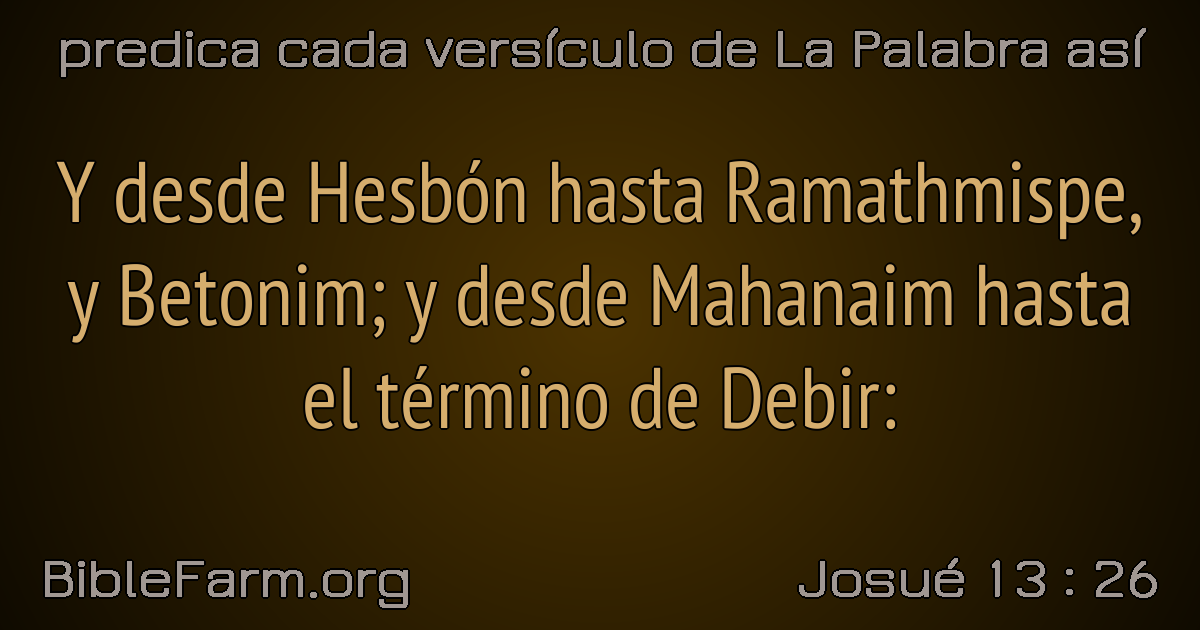 predica cada versículo de La Palabra así
Y desde Hesbón hasta Ramathmispe,
y Betonim; y desde Mahanaim hasta
el término de Debir:
BibleFarm.org
Josué 13 : 26